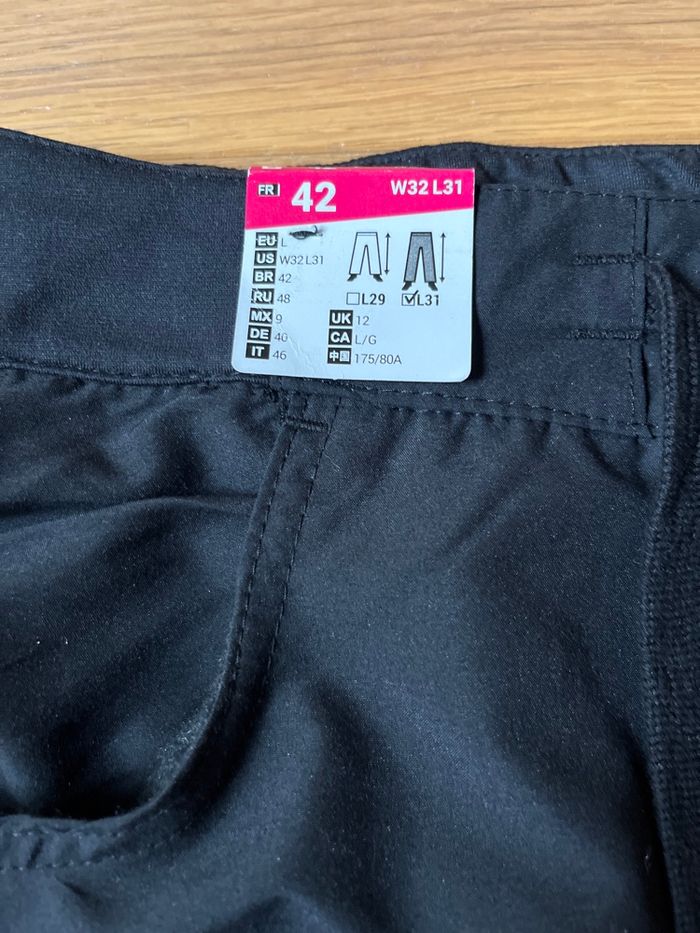 FR 42 W32 L31
EU L
US W32 L31
BR 42
RU 48
MX 9
DE 40
IT 46
L29 L31
UK 12
CA L/G
中国 175/80A